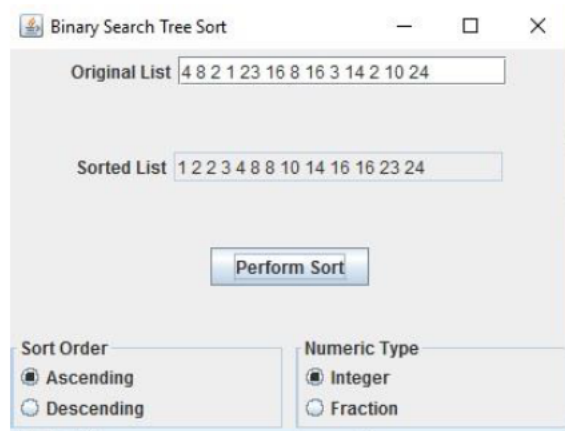 Binary Search Tree Sort
Original List 4 8 2 1 23 16 8 16 3 14 2 10 24
Sorted List 1 2 2 3 4 8 8 10 14 16 16 23 24
Perform Sort
Sort Order
Ascending
Descending
Numeric Type
Integer
Fraction